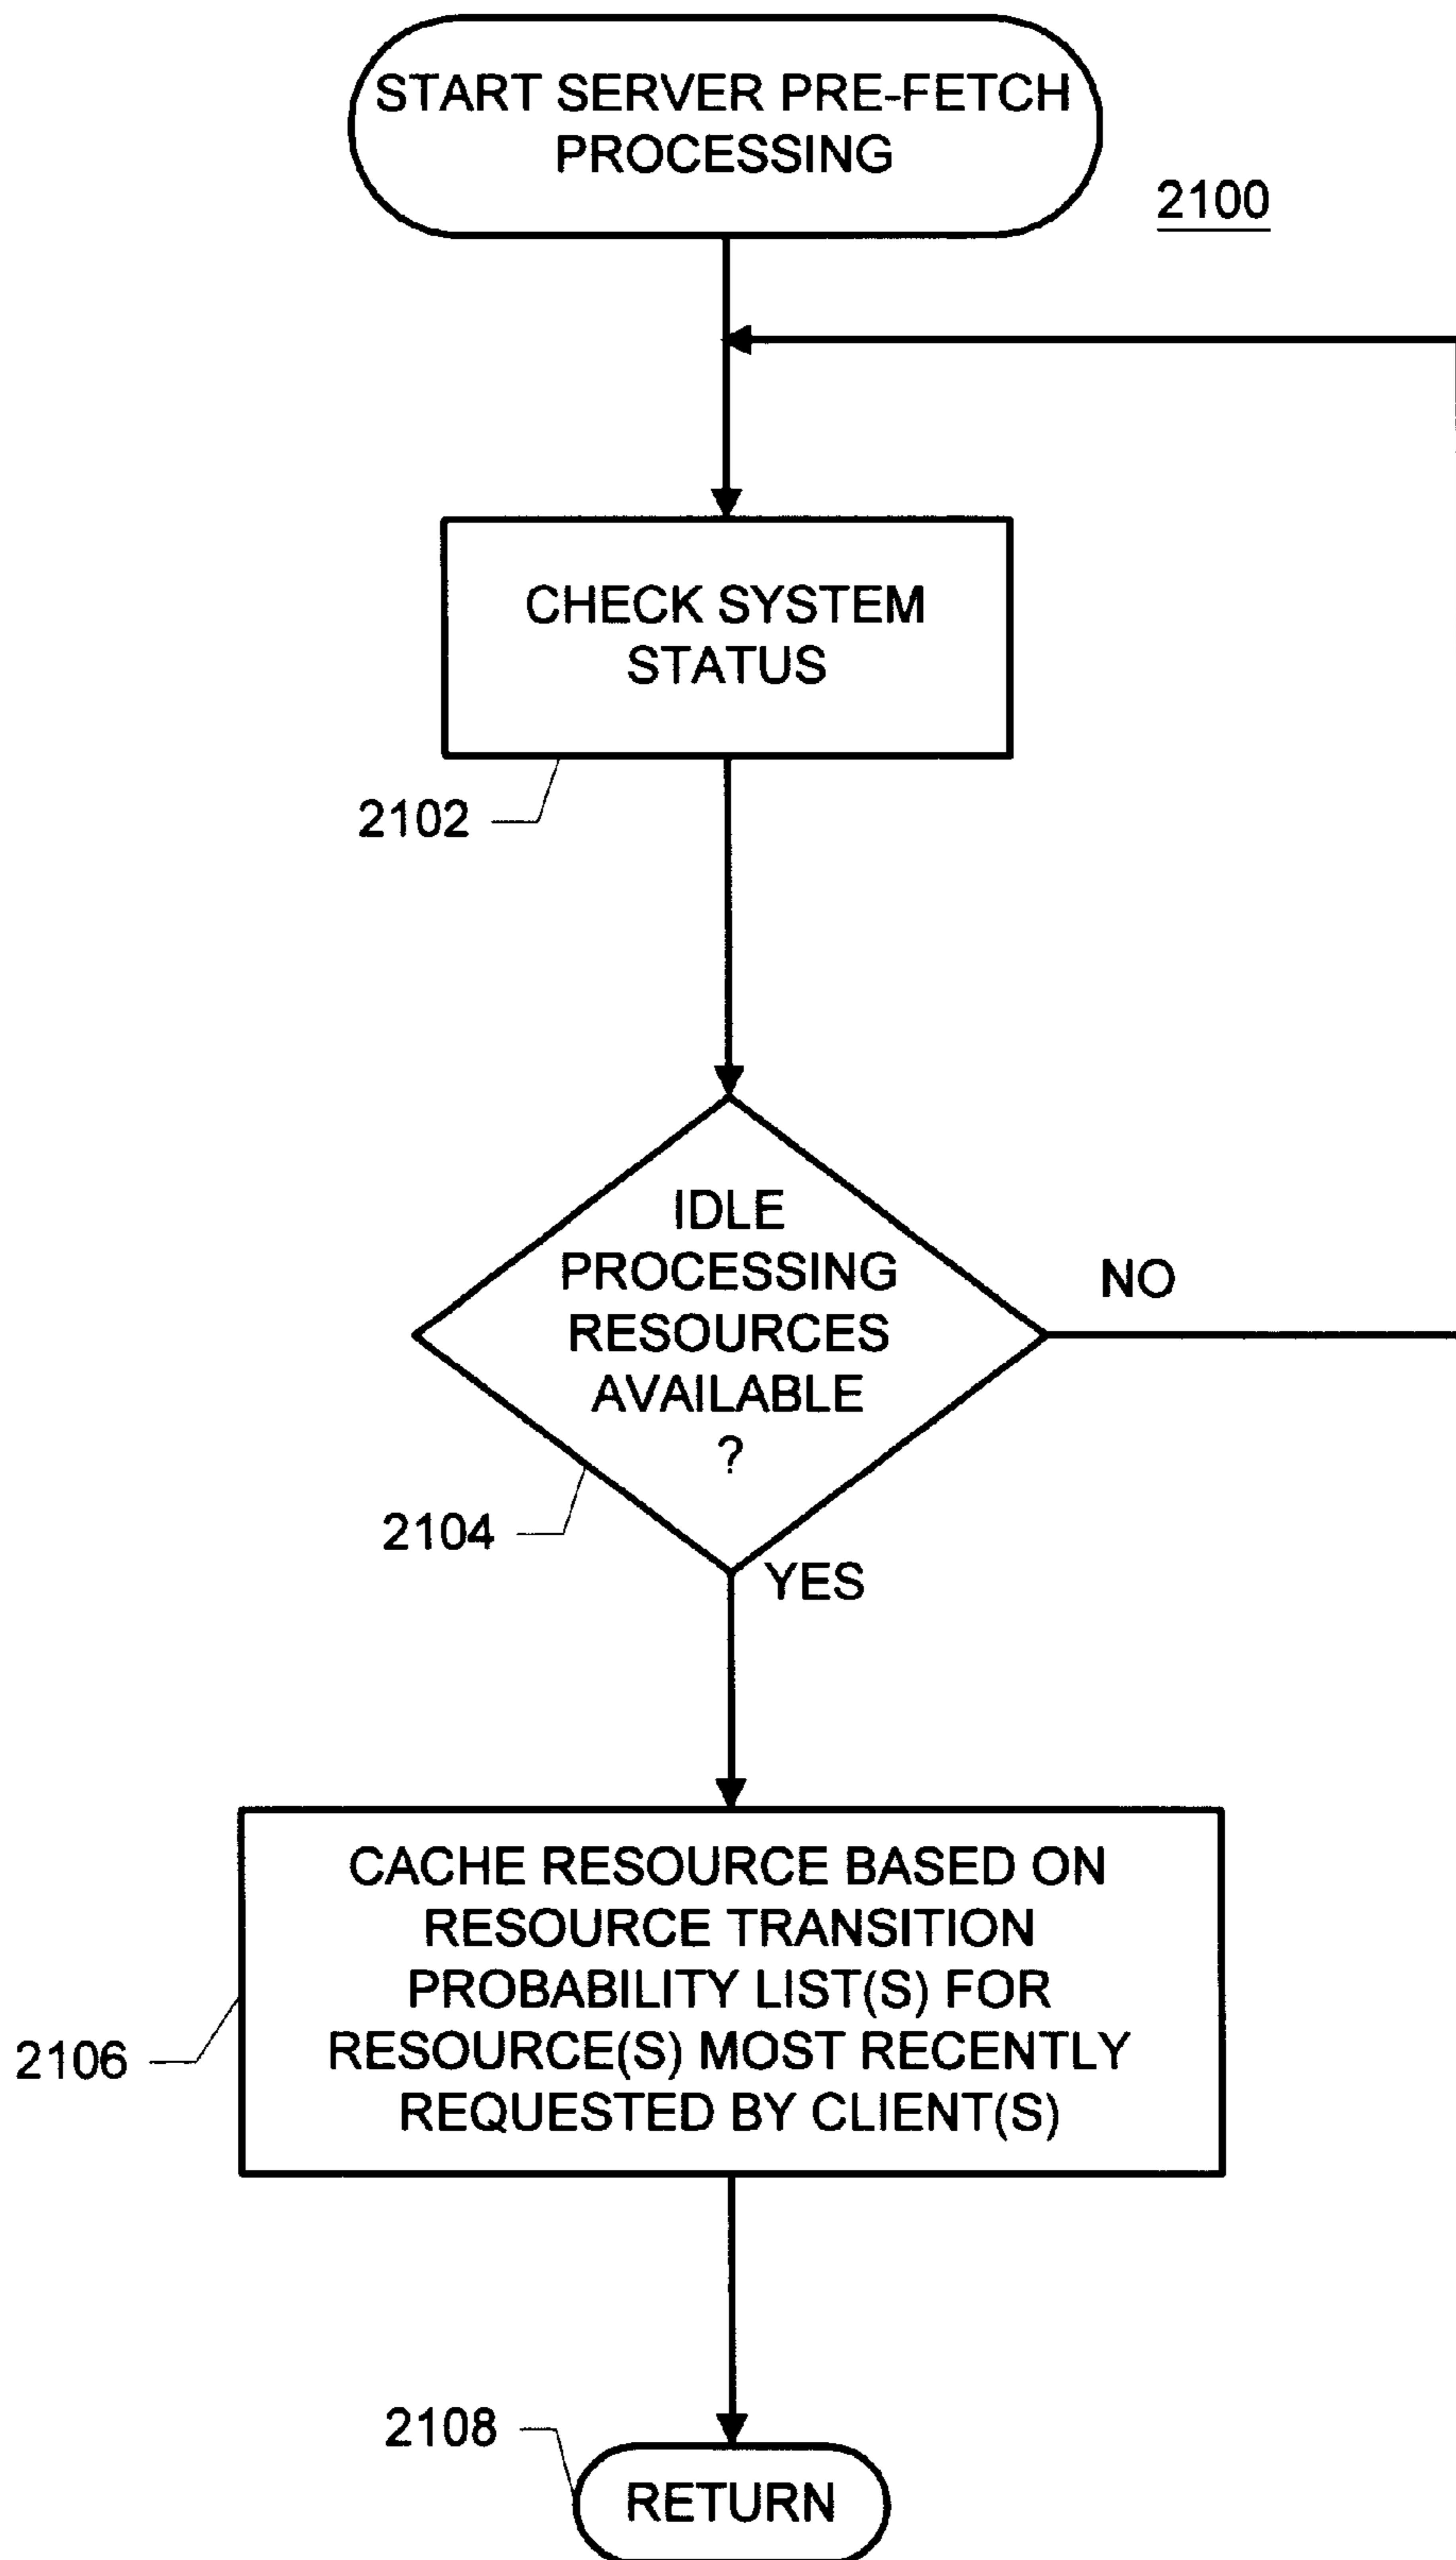 START SERVER PRE-FETCH
PROCESSING
2100
CHECK SYSTEM
STATUS
2102
IDLE
PROCESSING
RESOURCES
AVAILABLE
?
NO
2104
YES
CACHE RESOURCE BASED ON
RESOURCE TRANSITION
PROBABILITY LIST(S) FOR
RESOURCE(S) MOST RECENTLY
REQUESTED BY CLIENT(S)
2106
2108
RETURN